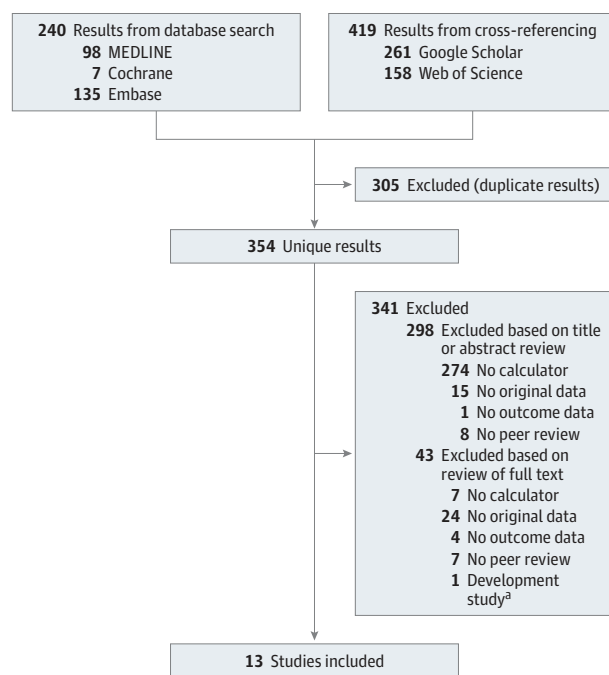 240 Results from database search
98 MEDLINE
7 Cochrane
135 Embase
419 Results from cross-referencing
261 Google Scholar
158 Web of Science
305 Excluded (duplicate results)
354 Unique results
341 Excluded
298 Excluded based on title
or abstract review
274 No calculator
15 No original data
1 No outcome data
8 No peer review
43 Excluded based on
review of full text
7 No calculator
24 No original data
4 No outcome data
7 No peer review
1 Development
studyᵃ
13 Studies included